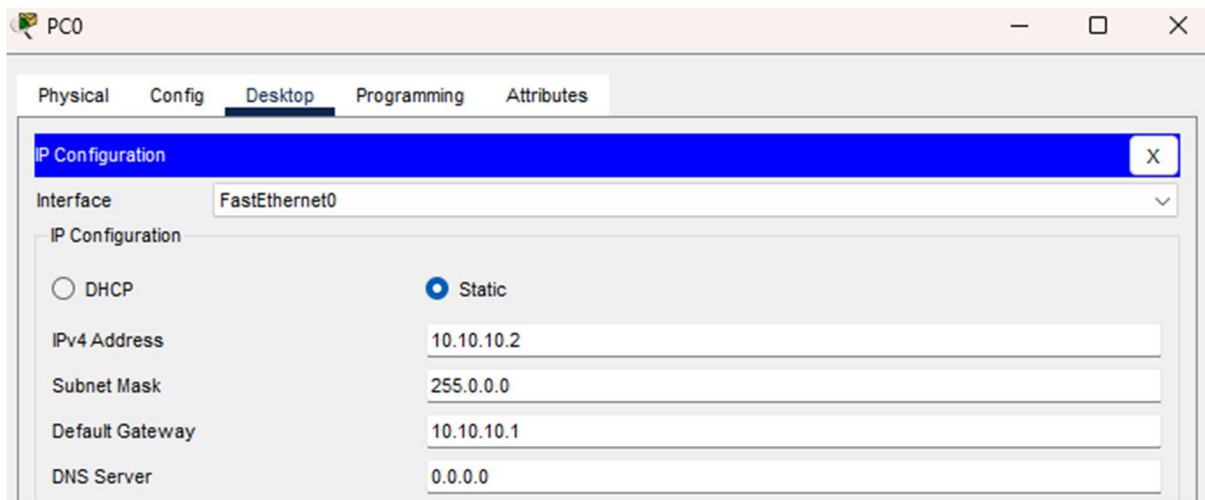 PC0
Physical Config Desktop Programming Attributes
IP Configuration X
Interface FastEthernet0
IP Configuration
DHCP Static
IPv4 Address 10.10.10.2
Subnet Mask 255.0.0.0
Default Gateway 10.10.10.1
DNS Server 0.0.0.0